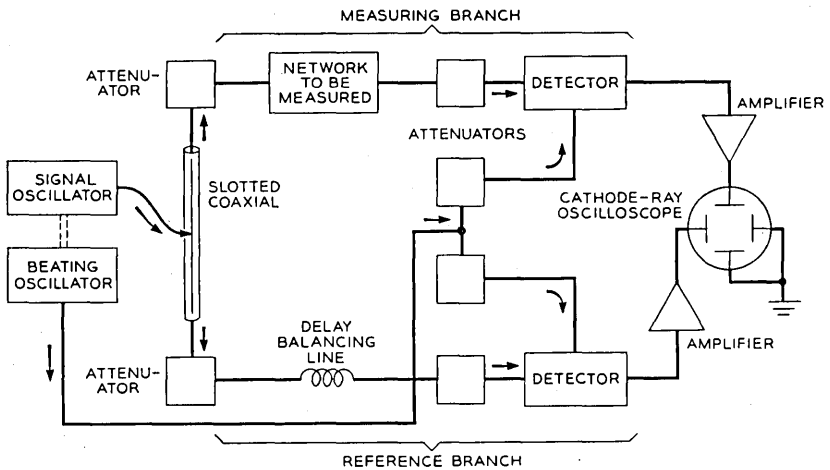 MEASURING BRANCH
ATTENU-
ATOR
NETWORK
TO BE
MEASURED
DETECTOR
AMPLIFIER
ATTENUATORS
SIGNAL
OSCILLATOR
SLOTTED
COAXIAL
CATHODE-RAY
OSCILLOSCOPE
BEATING
OSCILLATOR
DELAY
BALANCING
LINE
AMPLIFIER
ATTENU-
ATOR
DETECTOR
REFERENCE BRANCH